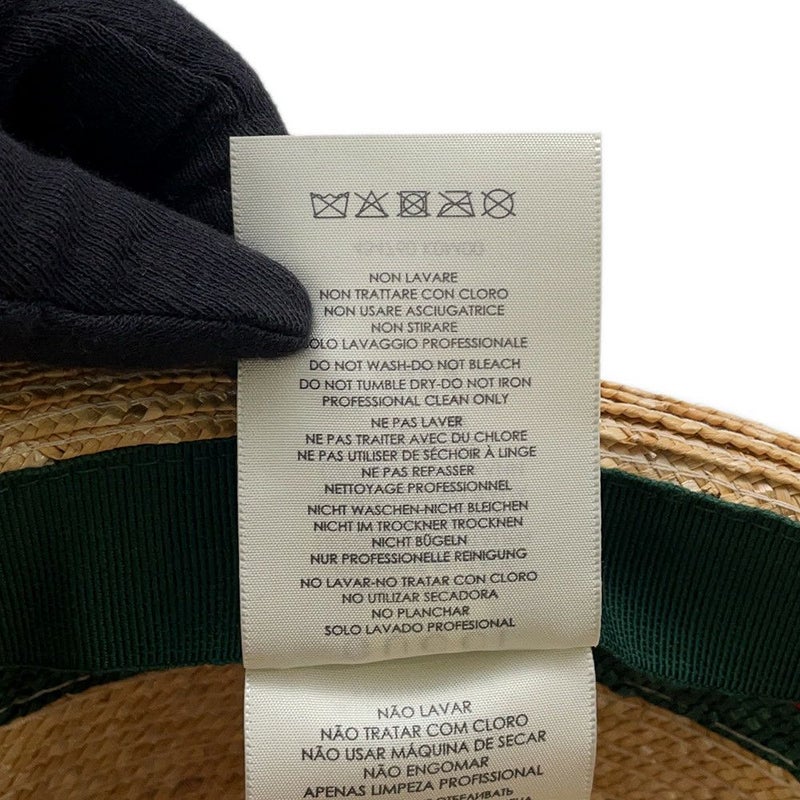 NON LAVARE
NON TRATTARE CON CLORO
NON USARE ASCIUGATRICE
NON STIRARE
SOLO LAVAGGIO PROFESSIONALE
DO NOT WASH-DO NOT BLEACH
DO NOT TUMBLE DRY-DO NOT IRON
PROFESSIONAL CLEAN ONLY
NE PAS LAVER
NE PAS TRAITER AVEC DU CHLORE
NE PAS UTILISER DE SÉCHOIR À LINGE
NE PAS REPASSER
NETTOYAGE PROFESSIONNEL
NICHT WASCHEN-NICHT BLEICHEN
NICHT IM TROCKNER TROCKNEN
NICHT BÜGELN
NUR PROFESSIONELLE REINIGUNG
NO LAVAR-NO TRATAR CON CLORO
NO UTILIZAR SECADORA
NO PLANCHAR
SOLO LAVADO PROFESIONAL
NÃO LAVAR
NÃO TRATAR COM CLORO
NÃO USAR MÁQUINA DE SECAR
NÃO ENGOMAR
APENAS LIMPEZA PROFISSIONAL